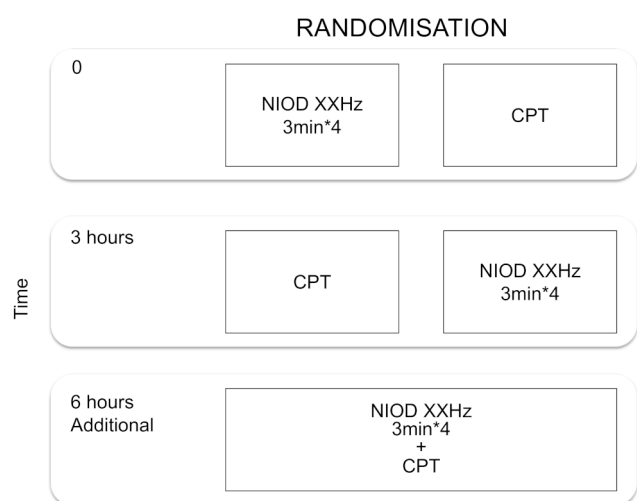 RANDOMISATION
0
NIOD XXHz
3min*4
CPT
Time
3 hours
CPT
NIOD XXHz
3min*4
6 hours
Additional
NIOD XXHz
3min*4
+
CPT